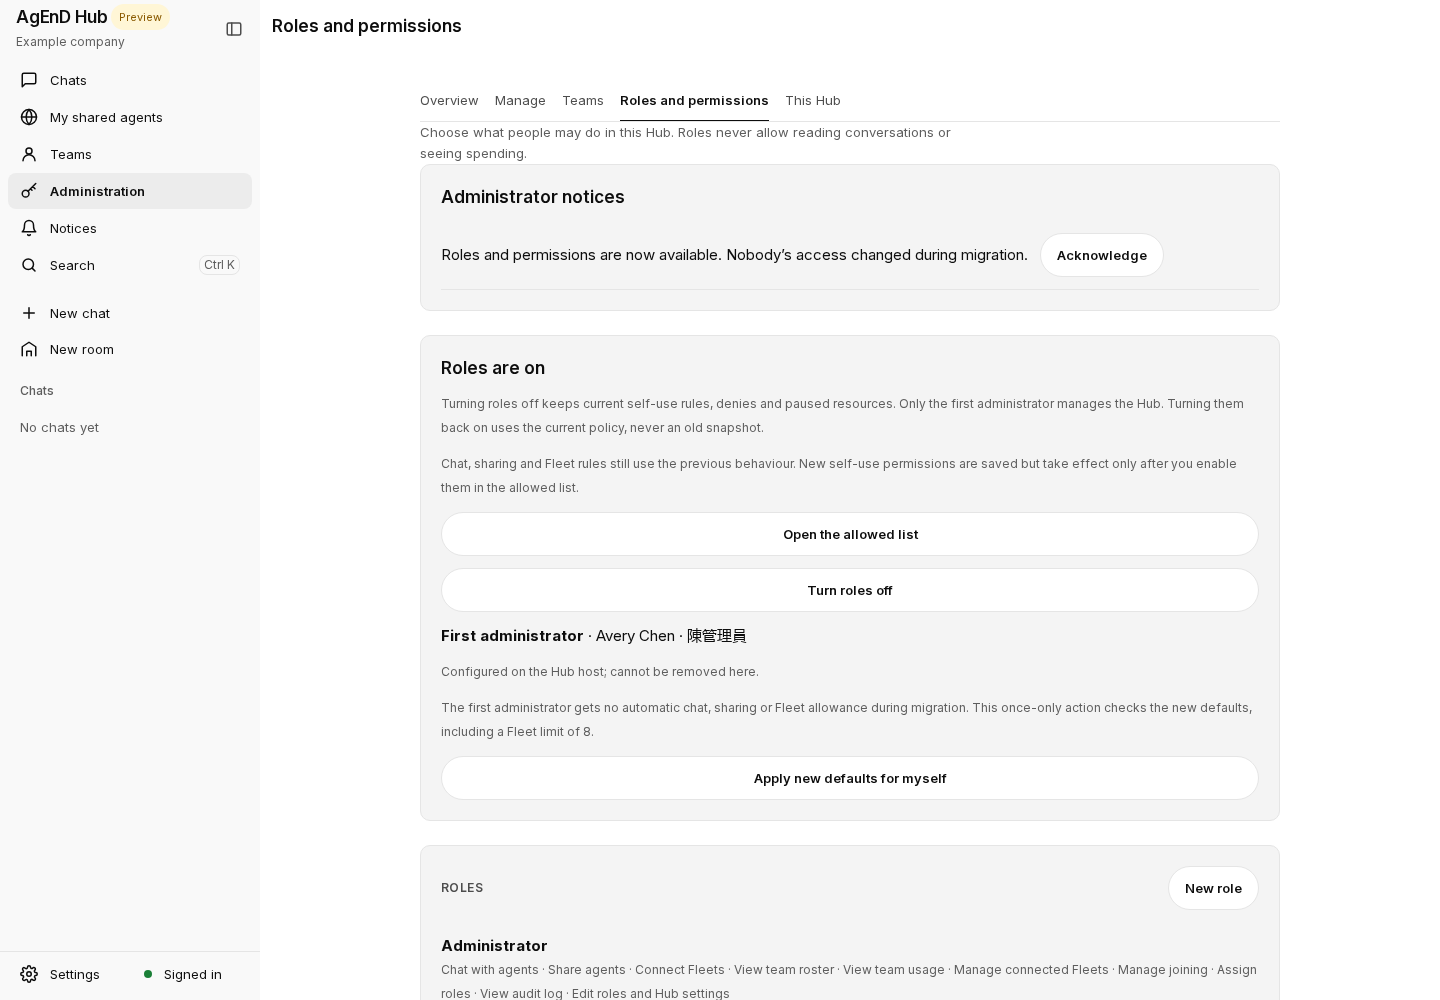 AgEnD Hub Preview
Example company
Chats
My shared agents
Teams
Administration
Notices
Search Ctrl K
New chat
New room
Chats
No chats yet
Settings
Signed in
Roles and permissions
Overview Manage Teams Roles and permissions This Hub
Choose what people may do in this Hub. Roles never allow reading conversations or
seeing spending.
Administrator notices
Roles and permissions are now available. Nobody’s access changed during migration. Acknowledge
Roles are on
Turning roles off keeps current self-use rules, denies and paused resources. Only the first administrator manages the Hub. Turning them
back on uses the current policy, never an old snapshot.
Chat, sharing and Fleet rules still use the previous behaviour. New self-use permissions are saved but take effect only after you enable
them in the allowed list.
Open the allowed list
Turn roles off
First administrator · Avery Chen · 陳管理員
Configured on the Hub host; cannot be removed here.
The first administrator gets no automatic chat, sharing or Fleet allowance during migration. This once-only action checks the new defaults,
including a Fleet limit of 8.
Apply new defaults for myself
ROLES New role
Administrator
Chat with agents · Share agents · Connect Fleets · View team roster · View team usage · Manage connected Fleets · Manage joining · Assign
roles · View audit log · Edit roles and Hub settings